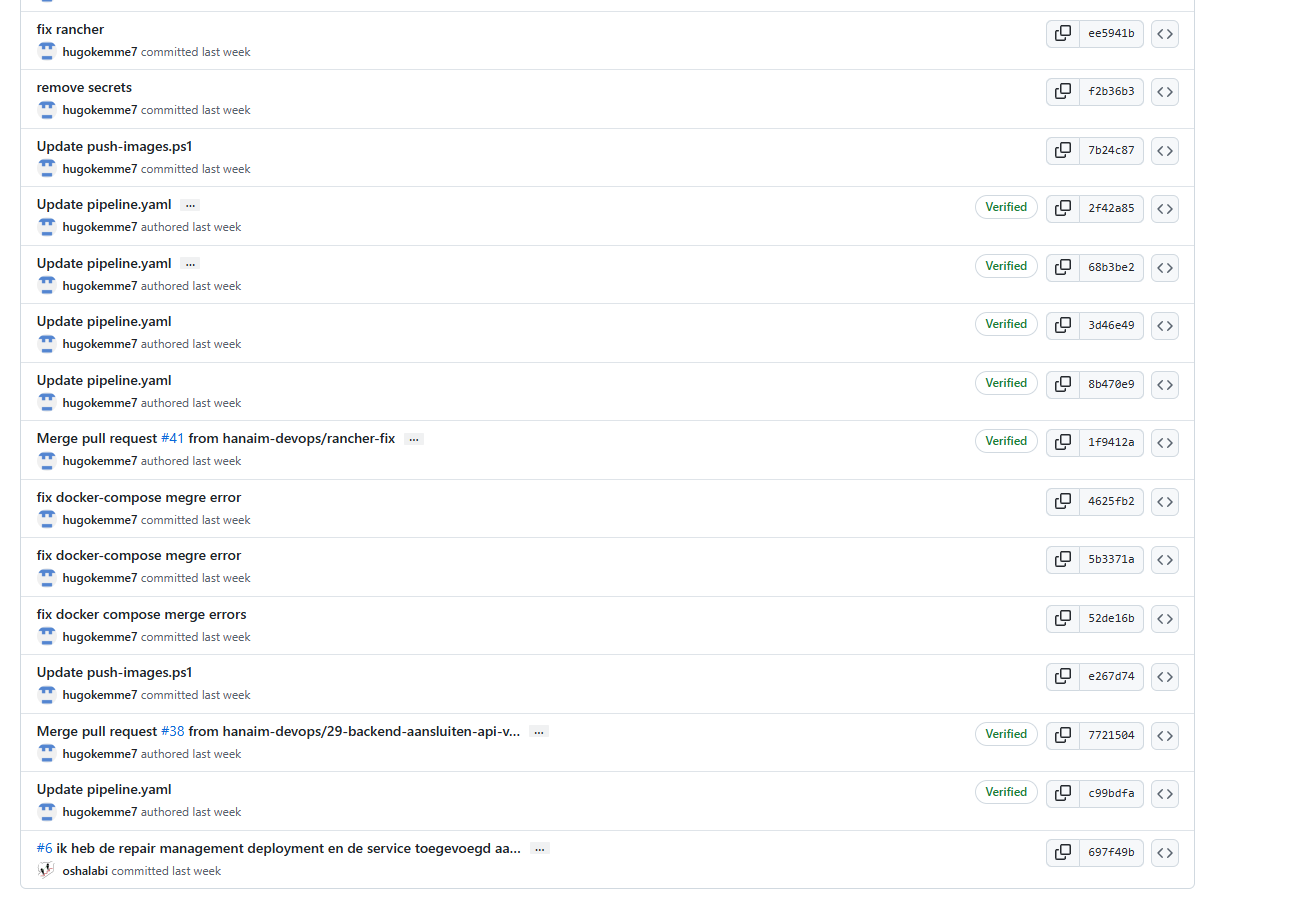 fix rancher
ee5941b
hugokemme7 committed last week
remove secrets
f2b36b3
hugokemme7 committed last week
Update push-images.ps1
7b24c87
hugokemme7 committed last week
Update pipeline.yaml ...
Verified 2f42a85
hugokemme7 authored last week
Update pipeline.yaml ...
Verified 68b3be2
hugokemme7 authored last week
Update pipeline.yaml
Verified 3d46e49
hugokemme7 authored last week
Update pipeline.yaml
Verified 8b470e9
hugokemme7 authored last week
Merge pull request #41 from hanaim-devops/rancher-fix ...
Verified 1f9412a
hugokemme7 authored last week
fix docker-compose megre error
4625fb2
hugokemme7 committed last week
fix docker-compose megre error
5b3371a
hugokemme7 committed last week
fix docker compose merge errors
52de16b
hugokemme7 committed last week
Update push-images.ps1
e267d74
hugokemme7 committed last week
Merge pull request #38 from hanaim-devops/29-backend-aansluiten-api-v... ...
Verified 7721504
hugokemme7 authored last week
Update pipeline.yaml
Verified c99bdfa
hugokemme7 authored last week
#6 ik heb de repair management deployment en de service toegevoegd aa... ...
697f49b
oshalabi committed last week